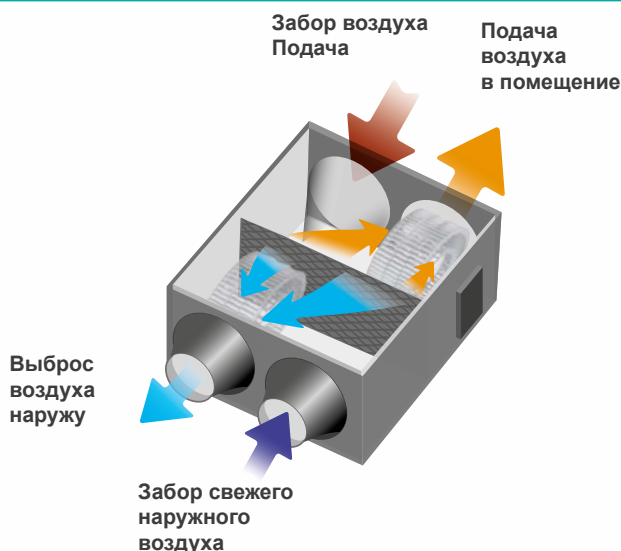 Забор воздуха
Подача
Подача
воздуха
в помещение
Выброс
воздуха
наружу
Забор свежего
наружного
воздуха